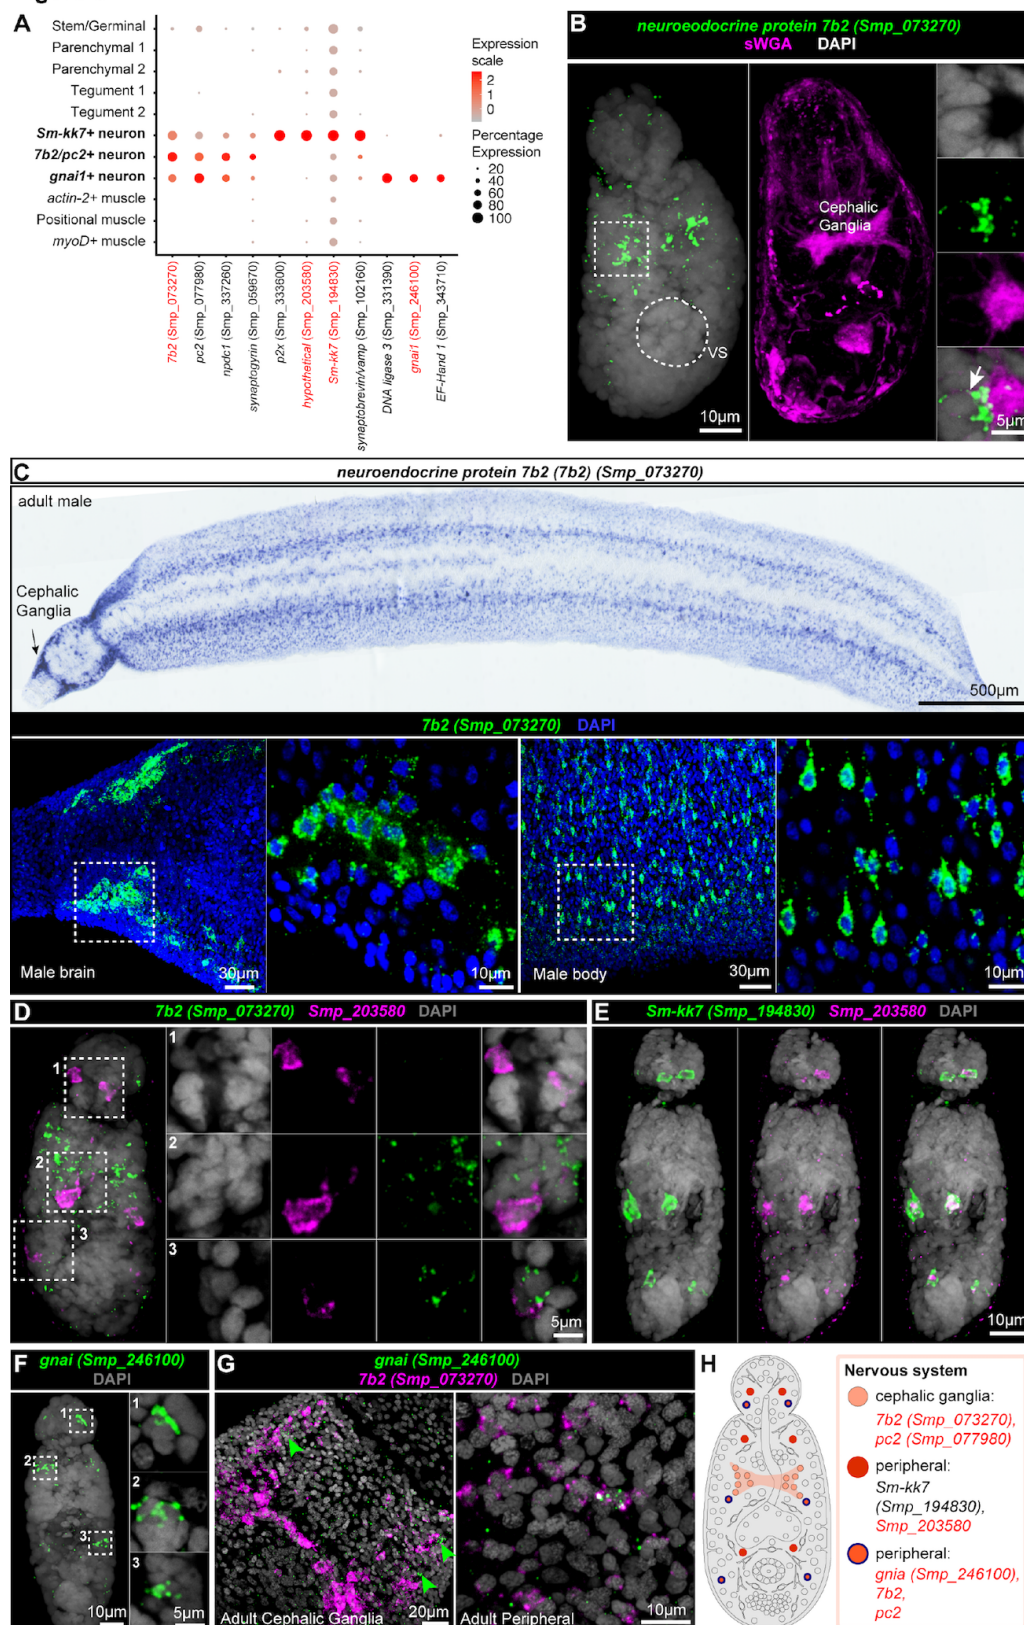 A
Stem/Germinal
Parenchymal 1
Parenchymal 2
Tegument 1
Tegument 2
Sm-kk7+ neuron
7b2/pc2+ neuron
gnai1+ neuron
actin-2+ muscle
Positional muscle
myoD+ muscle
7b2 (Smp_073270)
pc2 (Smp_077980)
npdc1 (Smp_337260)
synaptogyrin (Smp_059670)
p2x (Smp_333600)
hypothetical (Smp_203580)
Sm-kk7 (Smp_194830)
synaptobrevin/vamp (Smp_102160)
DNA ligase 3 (Smp_331390)
gnai1 (Smp_246100)
EF-Hand 1 (Smp_343710)
Expression
scale
2
1
0
Percentage
Expression
20
40
60
80
100
B
neuroeodocrine protein 7b2 (Smp_073270)
sWGA DAPI
Cephalic
Ganglia
VS
10µm
5µm
C
neuroendocrine protein 7b2 (7b2) (Smp_073270)
adult male
Cephalic
Ganglia
500µm
7b2 (Smp_073270) DAPI
Male brain
30µm
10µm
Male body
30µm
10µm
D
7b2 (Smp_073270) Smp_203580 DAPI
1
2
3
1
2
3
5µm
E
Sm-kk7 (Smp_194830) Smp_203580 DAPI
10µm
F
gnai (Smp_246100)
DAPI
1
2
3
10µm
1
2
3
5µm
G
gnai (Smp_246100)
7b2 (Smp_073270) DAPI
Adult Cephalic Ganglia
20µm
Adult Peripheral
10µm
H
Nervous system
cephalic ganglia:
7b2 (Smp_073270),
pc2 (Smp_077980)
peripheral:
Sm-kk7
(Smp_194830),
Smp_203580
peripheral:
gnia (Smp_246100),
7b2,
pc2